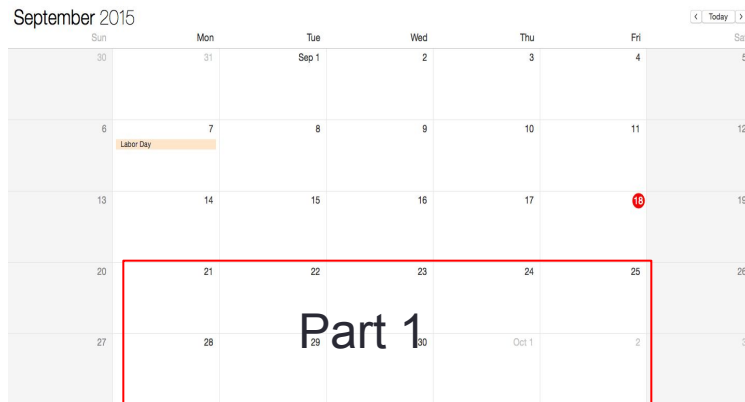 September 2015
< Today >
Sun Mon Tue Wed Thu Fri Sat
30 31 Sep 1 2 3 4 5
6 7 8 9 10 11 12
Labor Day
13 14 15 16 17 18 19
20 21 22 23 24 25 26
Part 1
27 28 29 30 Oct 1 2 3